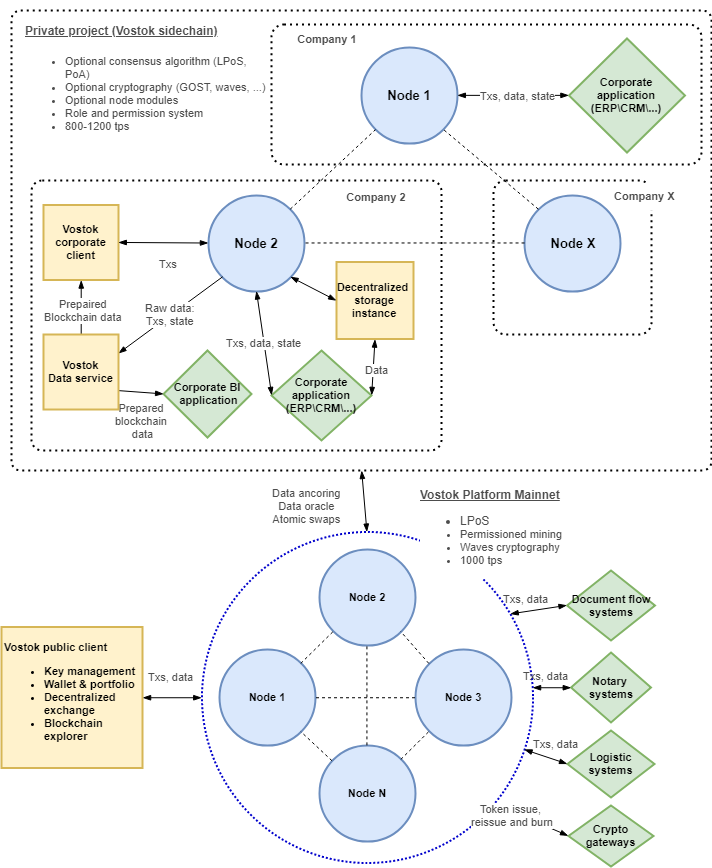 Private project (Vostok sidechain)
Optional consensus algorithm (LPoS,
PoA)
Optional cryptography (GOST, waves, ...)
Optional node modules
Role and permission system
800-1200 tps
Company 1
Node 1
Txs, data, state
Corporate
application
(ERP\CRM\...)
Company 2
Company X
Vostok
corporate
client
Txs
Node 2
Node X
Decentralized
storage
instance
Prepaired
Blockchain data
Raw data:
Txs, state
Txs, data, state
Vostok
Data service
Corporate BI
application
Corporate
application
(ERP\CRM\...)
Data
Prepared
blockchain
data
Data ancoring
Data oracle
Atomic swaps
Vostok Platform Mainnet
LPoS
Permissioned mining
Waves cryptography
1000 tps
Node 2
Txs, data
Document flow
systems
Vostok public client
Key management
Wallet & portfolio
Decentralized
exchange
Blockchain
explorer
Txs, data
Node 1
Node 3
Txs, data
Notary
systems
Txs, data
Logistic
systems
Node N
Token issue,
reissue and burn
Crypto
gateways